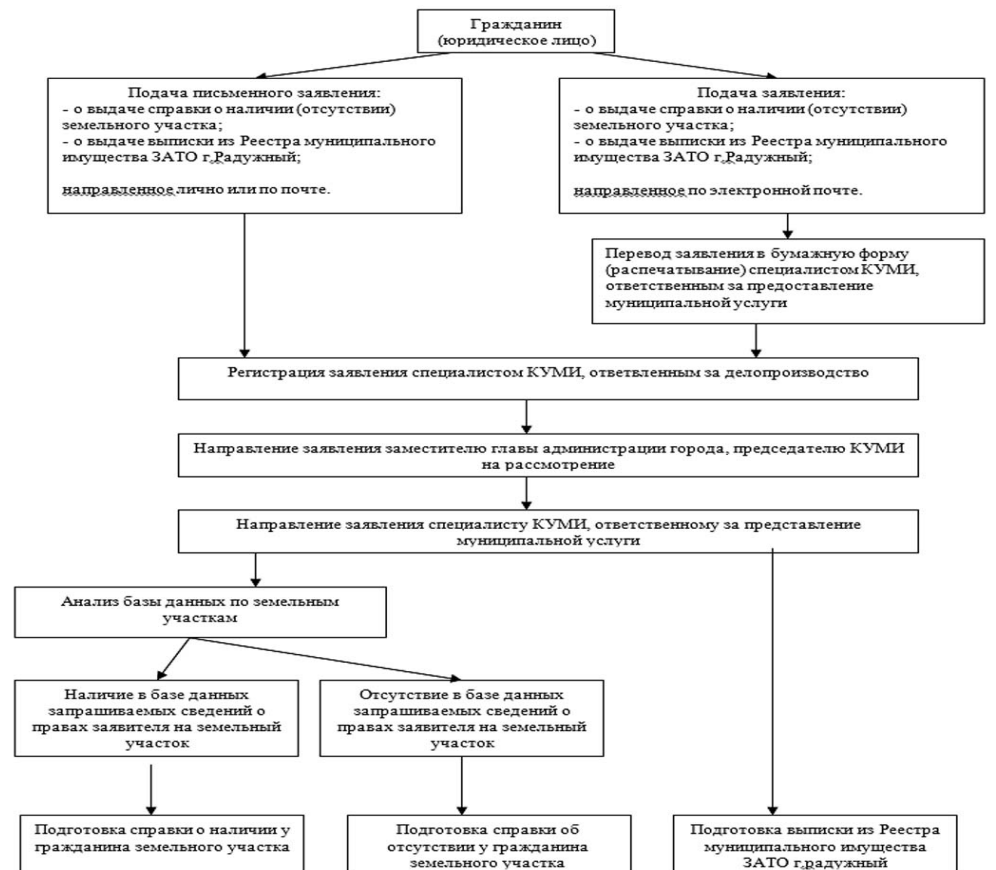 Гражданин
(юридическое лицо)
Подача письменного заявления:
- о выдаче справки о наличии (отсутствии)
земельного участка;
- о выдаче выписки из Реестра муниципального
имущества ЗАТО г.Радужный;
направленное лично или по почте.
Подача заявления:
- о выдаче справки о наличии (отсутствии)
земельного участка;
- о выдаче выписки из Реестра муниципального
имущества ЗАТО г.Радужный;
направленное по электронной почте.
Перевод заявления в бумажную форму
(распечатывание) специалистом КУМИ,
ответственным за предоставление
муниципальной услуги
Регистрация заявления специалистом КУМИ, ответвленным за делопроизводство
Направление заявления заместителю главы администрации города, председателю КУМИ
на рассмотрение
Направление заявления специалисту КУМИ, ответственному за представление
муниципальной услуги
Анализ базы данных по земельным
участкам
Наличие в базе данных
запрашиваемых сведений о
правах заявителя на земельный
участок
Отсутствие в базе данных
запрашиваемых сведений о
правах заявителя на земельный
участок
Подготовка справки о наличии у
гражданина земельного участка
Подготовка справки об
отсутствии у гражданина
земельного участка
Подготовка выписки из Реестра
муниципального имущества
ЗАТО г.радужный